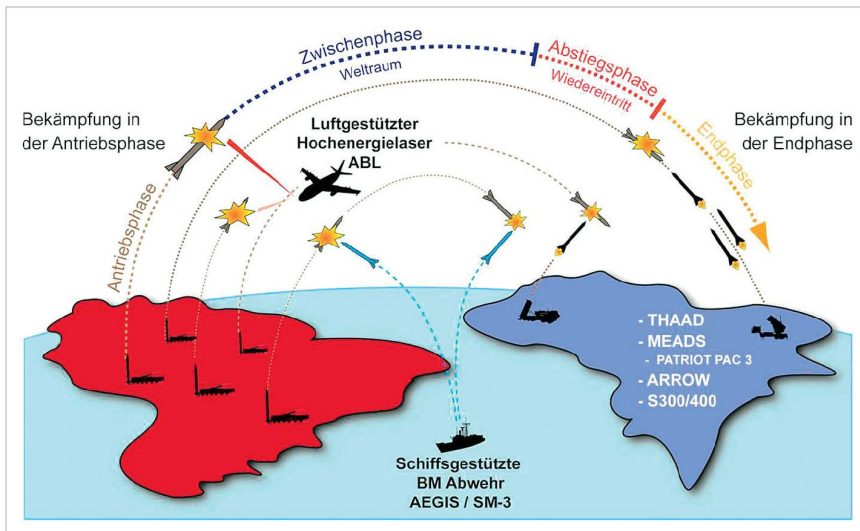 Zwischenphase
Weltraum
Abstiegsphase
Wiedereintritt
Endphase
Bekämpfung in
der Antriebsphase
Luftgestützter
Hochenergielaser
ABL
Bekämpfung in
der Endphase
Antriebsphase
- THAAD
- MEADS
- PATRIOT PAC 3
- ARROW
- S300/400
Schiffsgestützte
BM Abwehr
AEGIS / SM-3